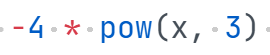 -4 * pow(x, 3)